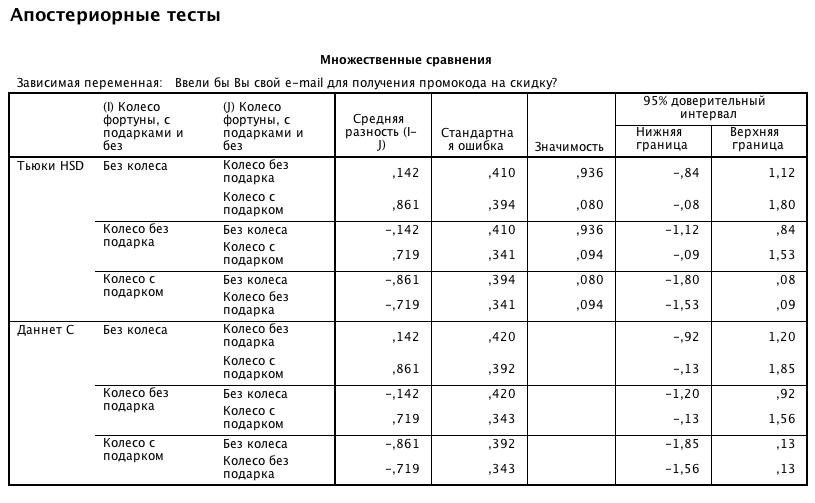 Апостериорные тесты
Множественные сравнения
Зависимая переменная: Ввели бы Вы свой e-mail для получения промокода на скидку?
(I) Колесо фортуны, с подарками и без
(J) Колесо фортуны, с подарками и без
Средняя разность (I-J)
Стандартная ошибка
Значимость
95% доверительный интервал
Нижняя граница
Верхняя граница
Тьюки HSD Без колеса Колесо без подарка ,142 ,410 ,936 -,84 1,12
Колесо с подарком ,861 ,394 ,080 -,08 1,80
Колесо без подарка Без колеса -,142 ,410 ,936 -1,12 ,84
Колесо с подарком ,719 ,341 ,094 -,09 1,53
Колесо с подарком Без колеса -,861 ,394 ,080 -1,80 ,08
Колесо без подарка -,719 ,341 ,094 -1,53 ,09
Даннет C Без колеса Колесо без подарка ,142 ,420 -,92 1,20
Колесо с подарком ,861 ,392 -,13 1,85
Колесо без подарка Без колеса -,142 ,420 -1,20 ,92
Колесо с подарком ,719 ,343 -,13 1,56
Колесо с подарком Без колеса -,861 ,392 -1,85 ,13
Колесо без подарка -,719 ,343 -1,56 ,13